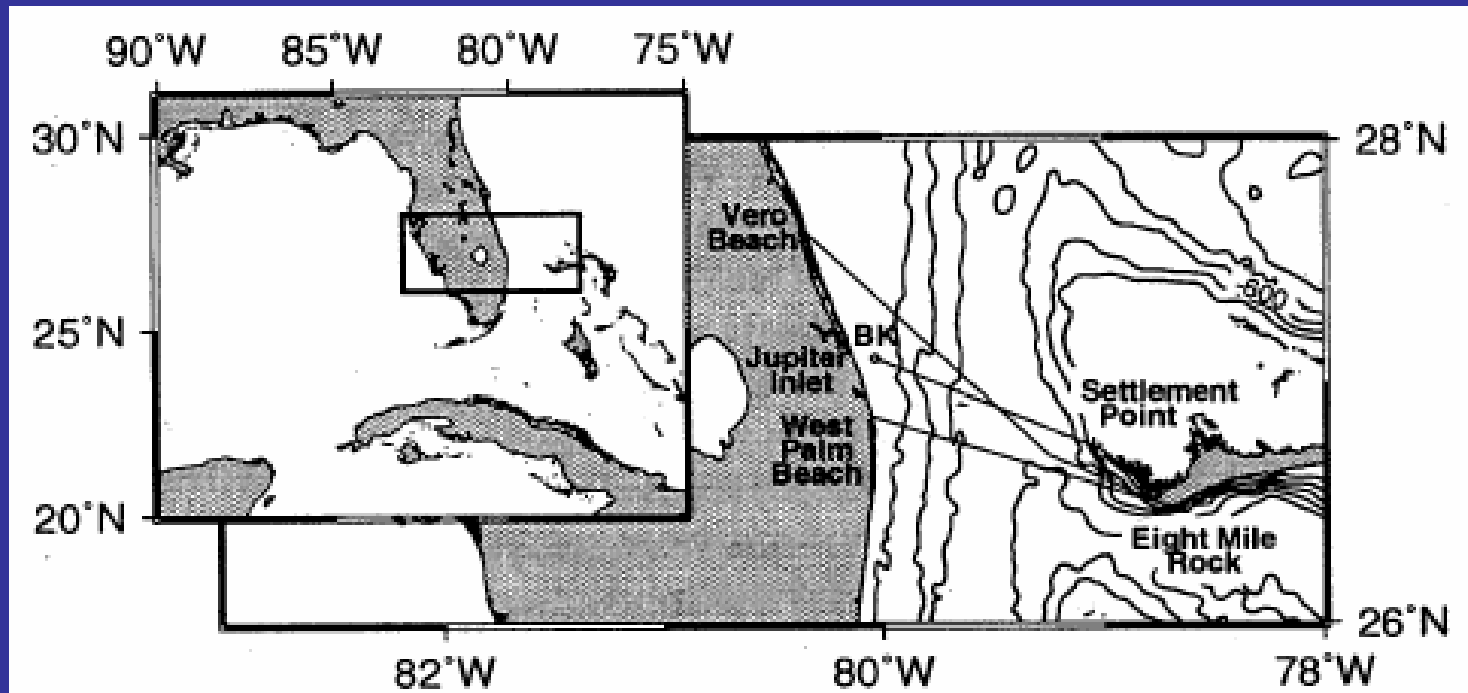 90°W 85°W 80°W 75°W
30°N
28°N
Vero
Beach
600
25°N
BK
Jupiter
Inlet
Settlement
Point
West
Palm
Beach
20°N
Eight Mile
Rock
26°N
82°W 80°W 78°W